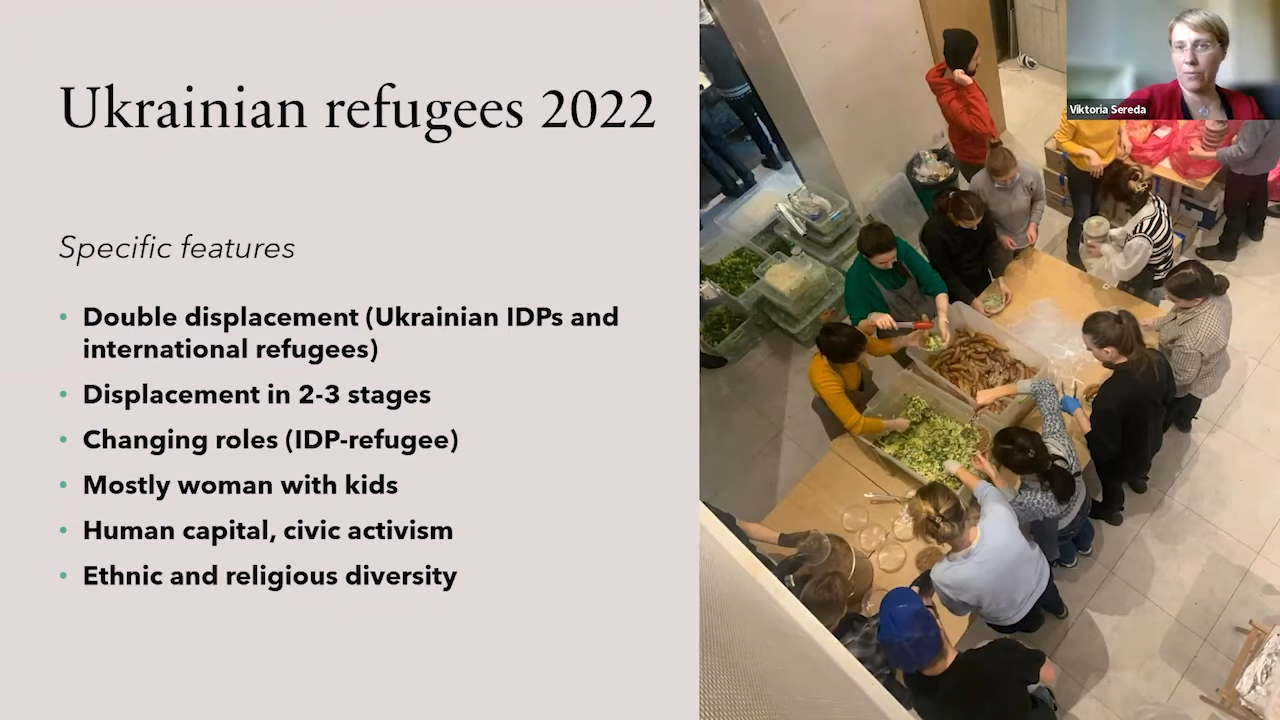 Ukrainian refugees 2022
Viktoria Sereda
Specific features
• Double displacement (Ukrainian IDPs and
international refugees)
• Displacement in 2-3 stages
• Changing roles (IDP-refugee)
• Mostly woman with kids
• Human capital, civic activism
• Ethnic and religious diversity